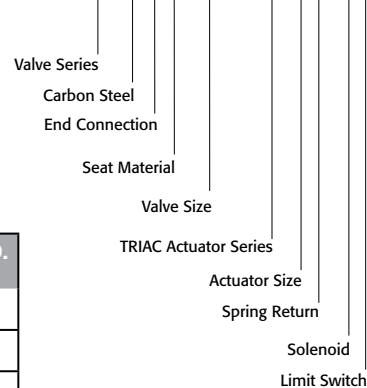 Valve Series
Carbon Steel
End Connection
Seat Material
Valve Size
TRIAC Actuator Series
Actuator Size
Spring Return
Solenoid
Limit Switch